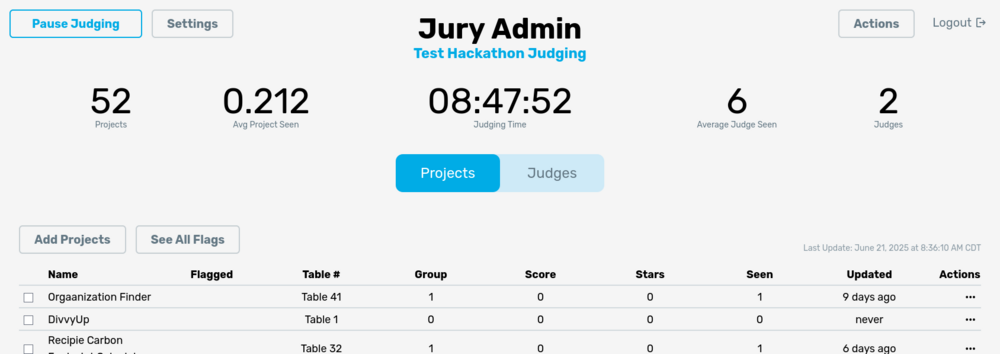 Pause Judging Settings Jury Admin Actions Logout
Test Hackathon Judging
52 0.212 08:47:52 6 2
Projects Avg Project Seen Judging Time Average Judge Seen Judges
Projects Judges
Add Projects See All Flags Last Update: June 21, 2025 at 8:36:10 AM CDT
Name Flagged Table # Group Score Stars Seen Updated Actions
Orgaanization Finder Table 41 1 0 0 1 9 days ago •••
DivvyUp Table 1 0 0 0 0 never •••
Recipie Carbon
Table 32 1 0 0 1 6 days ago •••